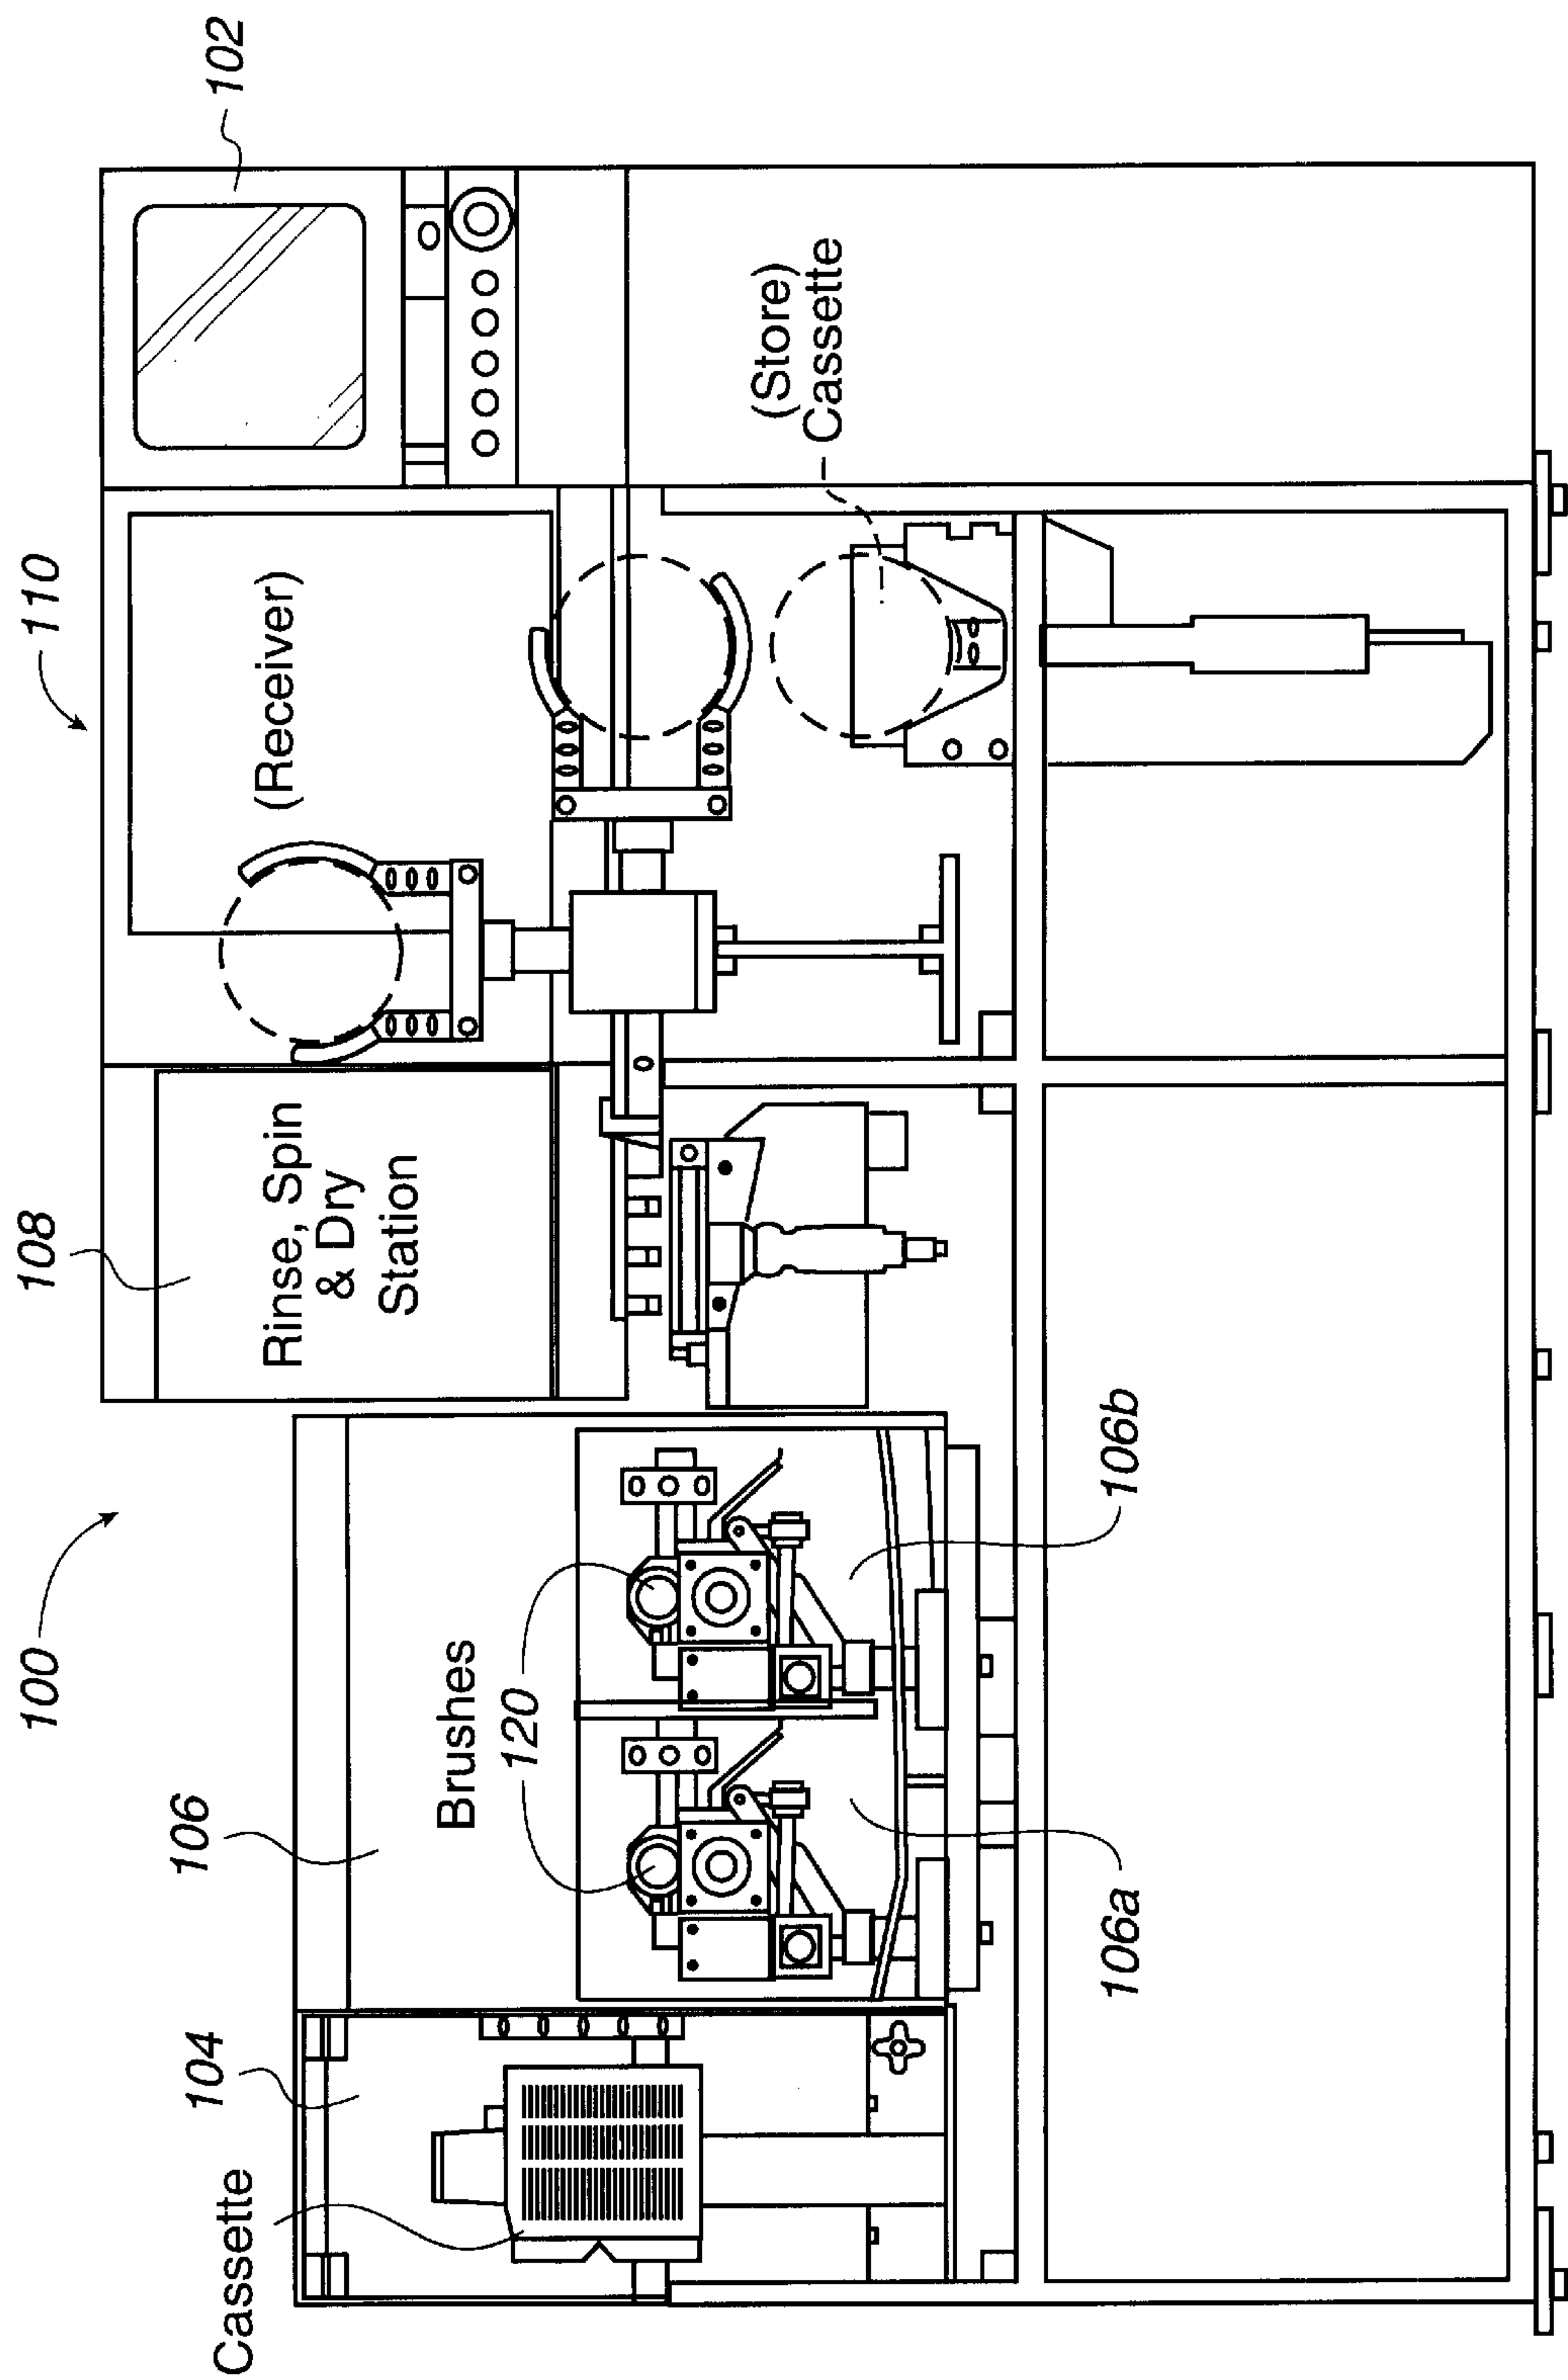 100
110
102
108
106
104
Cassette
Brushes
120
Rinse, Spin
& Dry
Station
(Receiver)
(Store)
Cassette
106a
106b